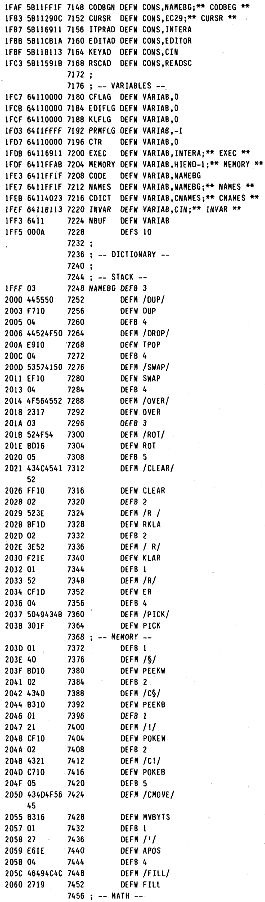 1FAF 5B11FF1F 7148 CODBGN DEFW CONS,NAMEBG;** CODBEG **
1FB3 5B11290C 7152 CURSR DEFW CONS,EC29;** CURSR **
1FB7 5B116911 7156 ITPRAD DEFW CONS,INTERA
1FBB 5B11CB1A 7160 EDITAD DEFW CONS,EDITOR
1FBF 5B11B113 7164 KEYAD DEFW CONS,CIN
1FC3 5B11591B 7168 RSCAD DEFW CONS,READSC
7172 ;
7176 ; -- VARIABLES --
1FC7 64110000 7180 CFLAG DEFW VARIAB,0
1FCB 64110000 7184 EDIFLG DEFW VARIAB,0
1FCF 64110000 7188 KLFLG DEFW VARIAB,0
1FD3 6411FFFF 7192 PRMFLG DEFW VARIAB,-1
1FD7 64110000 7196 CTR DEFW VARIAB,0
1FDB 64116911 7200 EXEC DEFW VARIAB,INTERA;** EXEC **
1FDF 6411FFAB 7204 MEMORY DEFW VARIAB,HIEND-1;** MEMORY **
1FE3 6411FF1F 7208 CODE DEFW VARIAB,NAMEBG
1FE7 6411FF1F 7212 NAMES DEFW VARIAB,NAMEBG;** NAMES **
1FEB 64114023 7216 CDICT DEFW VARIAB,CNAMES;** CNAMES **
1FEF 6411B113 7220 INVAR DEFW VARIAB,CIN;** INVAR **
1FF3 6411 7224 NBUF DEFW VARIAB
1FF5 000A 7228 DEFS 10
7232 ;
7236 ; -- DICTIONARY --
7240 ;
7244 ; -- STACK --
1FFF 03 7248 NAMEBG DEFB 3
2000 445550 7252 DEFM /DUP/
2003 F710 7256 DEFW DUP
2005 04 7260 DEFB 4
2006 44524F50 7264 DEFM /DROP/
200A E910 7268 DEFW TPOP
200C 04 7272 DEFB 4
200D 53574150 7276 DEFM /SWAP/
2011 EF10 7280 DEFW SWAP
2013 04 7284 DEFB 4
2014 4F564552 7288 DEFM /OVER/
2018 2317 7292 DEFW OVER
201A 03 7296 DEFB 3
201B 524F54 7300 DEFM /ROT/
201E BD16 7304 DEFW ROT
2020 05 7308 DEFB 5
2021 434C4541 7312 DEFM /CLEAR/
52
2026 FF10 7316 DEFW CLEAR
2028 02 7320 DEFB 2
2029 523E 7324 DEFM /R /
202B BF1D 7328 DEFW RKLA
202D 02 7332 DEFB 2
202E 3E52 7336 DEFM / R/
2030 F21E 7340 DEFW KLAR
2032 01 7344 DEFB 1
2033 52 7348 DEFM /R/
2034 CF1D 7352 DEFW ER
2036 04 7356 DEFB 4
2037 5049434B 7360 DEFM /PICK/
203B 301F 7364 DEFW PICK
7368 ; -- MEMORY --
203D 01 7372 DEFB 1
203E 40 7376 DEFM /§/
203F BD10 7380 DEFW PEEKW
2041 02 7384 DEFB 2
2042 4340 7388 DEFM /C§/
2044 B310 7392 DEFW PEEKB
2046 01 7396 DEFB 1
2047 21 7400 DEFM /!/
2048 CF10 7404 DEFW POKEW
204A 02 7408 DEFB 2
204B 4321 7412 DEFM /C!/
204D C710 7416 DEFW POKEB
204F 05 7420 DEFB 5
2050 434D4F56 7424 DEFM /CMOVE/
45
2055 B316 7428 DEFW MVBYTS
2057 01 7432 DEFB 1
2058 27 7436 DEFM /'/
2059 E61E 7440 DEFW APOS
205B 04 7444 DEFB 4
205C 46494C4C 7448 DEFM /FILL/
2060 2719 7452 DEFW FILL
7456 ; -- MATH --